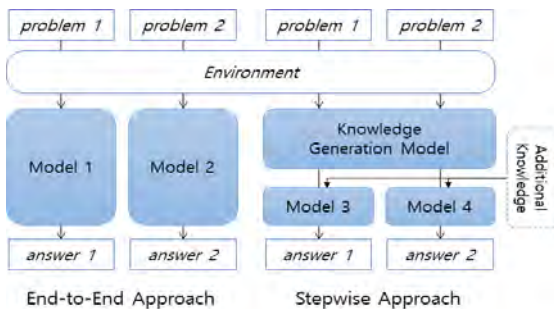 problem 1
problem 2
problem 1
problem 2
Environment
Model 1
Model 2
Knowledge
Generation Model
Additional
Knowledge
Model 3
Model 4
answer 1
answer 2
answer 1
answer 2
End-to-End Approach
Stepwise Approach